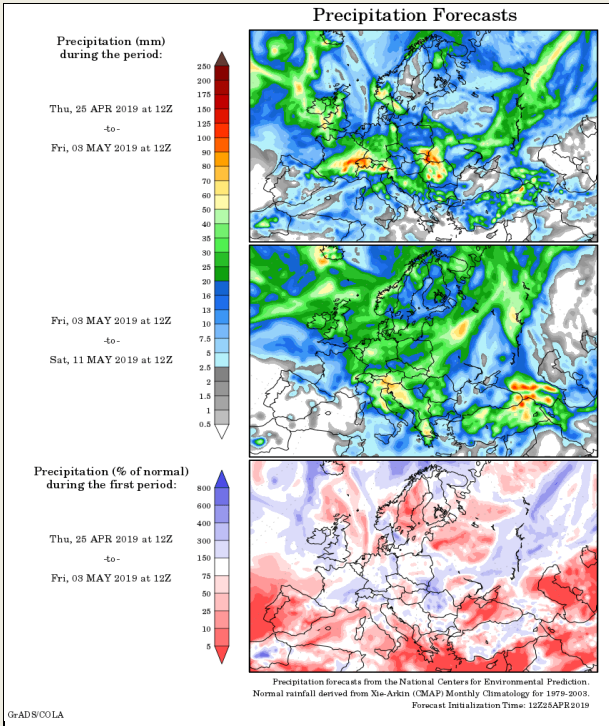 Precipitation Forecasts
Precipitation (mm)
during the period:
Thu, 25 APR 2019 at 12Z
-to-
Fri, 03 MAY 2019 at 12Z
250
200
175
150
125
100
90
80
70
60
50
40
35
30
25
20
16
13
10
7.5
5
2.5
2
1.5
1
0.5
Fri, 03 MAY 2019 at 12Z
-to-
Sat, 11 MAY 2019 at 12Z
Precipitation (% of normal)
during the first period:
Thu, 25 APR 2019 at 12Z
-to-
Fri, 03 MAY 2019 at 12Z
800
600
400
300
150
75
50
25
10
5
Precipitation forecasts from the National Centers for Environmental Prediction.
Normal rainfall derived from Xie-Arkin (CMAP) Monthly Climatology for 1979-2003.
Forecast Initialization Time: 12Z25APR2019
GrADS/COLA